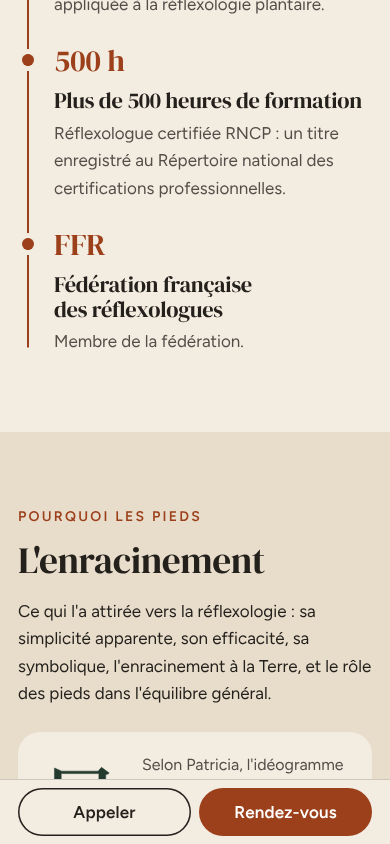 appliquée à la réflexologie plantaire.
500 h
Plus de 500 heures de formation
Réflexologue certifiée RNCP : un titre
enregistré au Répertoire national des
certifications professionnelles.
FFR
Fédération française
des réflexologues
Membre de la fédération.
POURQUOI LES PIEDS
L'enracinement
Ce qui l'a attirée vers la réflexologie : sa
simplicité apparente, son efficacité, sa
symbolique, l'enracinement à la Terre, et le rôle
des pieds dans l'équilibre général.
Selon Patricia, l'idéogramme
Appeler
Rendez-vous